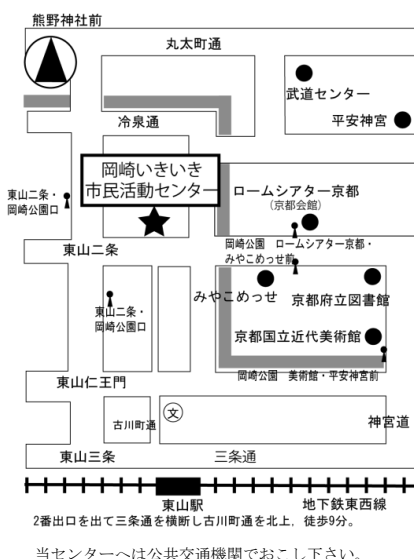 熊野神社前
丸太町通
武道センター
平安神宮
冷泉通
岡崎いきいき
市民活動センター
ロームシアター京都
(京都会館)
東山二条・
岡崎公園口
岡崎公園 ロームシアター京都・
みやこめっせ前
東山二条
みやこめっせ
京都府立図書館
東山二条・
岡崎公園口
京都国立近代美術館
岡崎公園 美術館・平安神宮前
東山仁王門
文
古川町通
神宮道
東山三条
三条通
東山駅
地下鉄東西線
2番出口を出て三条通を横断し古川町通を北上，徒歩9分。
当センターへは公共交通機関でおこし下さい。